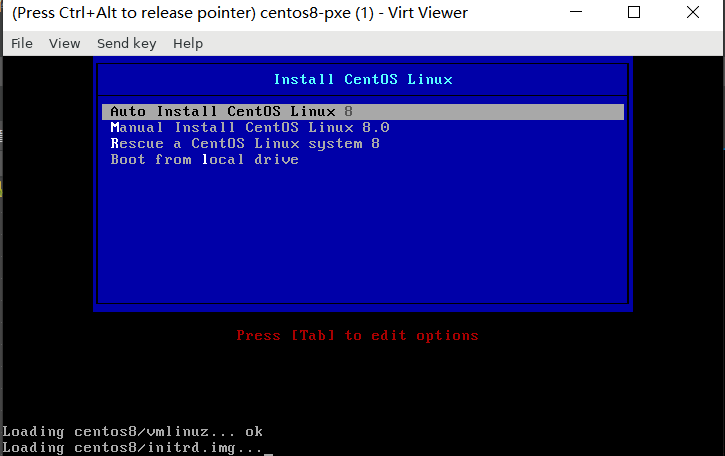 (Press Ctrl+Alt to release pointer) centos8-pxe (1) - Virt Viewer
File View Send key Help
Install CentOS Linux
Auto Install CentOS Linux 8
Manual Install CentOS Linux 8.0
Rescue a CentOS Linux system 8
Boot from local drive
Press [Tab] to edit options
Loading centos8/vmlinuz... ok
Loading centos8/initrd.img..._